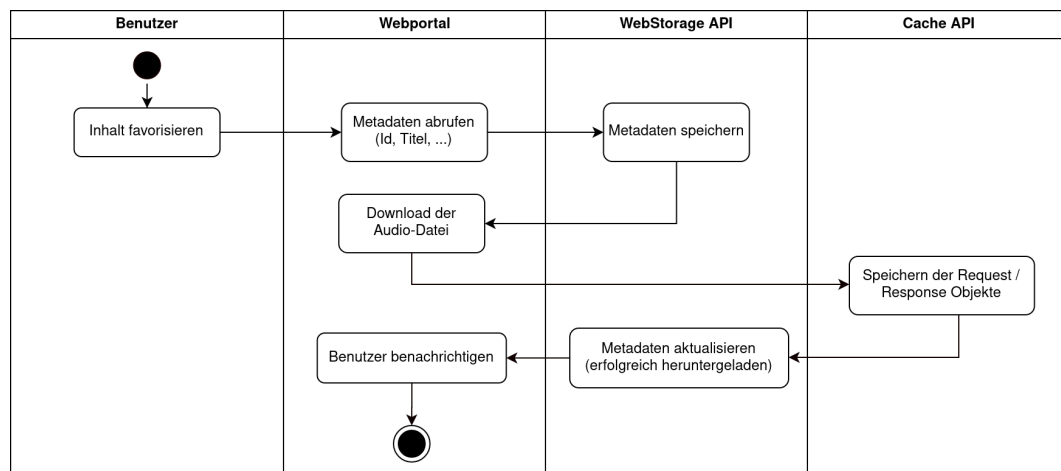 Benutzer
Webportal
WebStorage API
Cache API
Inhalt favorisieren
Metadaten abrufen
(Id, Titel, ...)
Metadaten speichern
Download der
Audio-Datei
Speichern der Request /
Response Objekte
Metadaten aktualisieren
(erfolgreich heruntergeladen)
Benutzer benachrichtigen